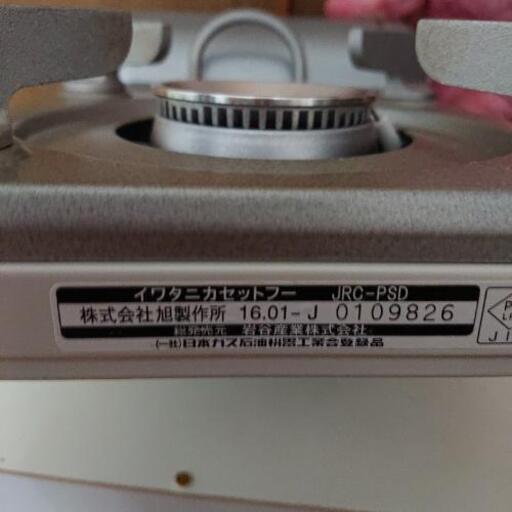 イワタニカセットフー JRC-PSD
株式会社旭製作所 16.01-J 0109826
総発売元 岩谷産業株式会社
(一社)日本ガス石油機器工業会登録品
P
L
JI